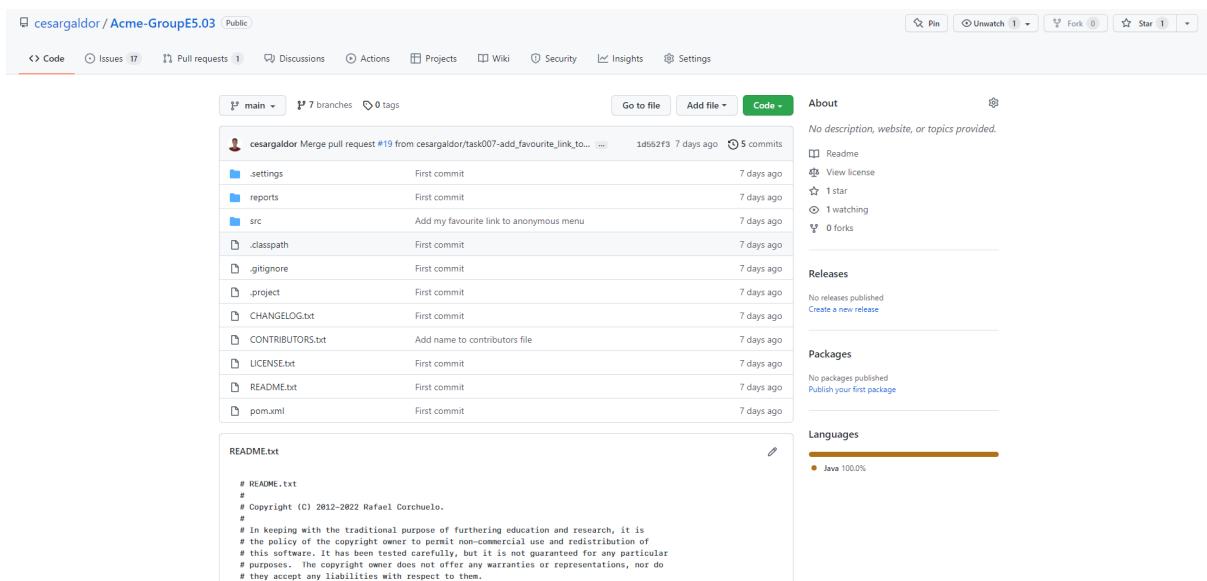 cesargaldor / Acme-GroupE5.03 Public
Pin
Unwatch 1
Fork 0
Star 1
Code
Issues 17
Pull requests 1
Discussions
Actions
Projects
Wiki
Security
Insights
Settings
main
7 branches
0 tags
Go to file
Add file
Code
cesargaldor Merge pull request #19 from cesargaldor/task007-add_favourite_link_to... ... 1d552f3 7 days ago 5 commits
.settings First commit 7 days ago
reports First commit 7 days ago
src Add my favourite link to anonymous menu 7 days ago
.classpath First commit 7 days ago
.gitignore First commit 7 days ago
.project First commit 7 days ago
CHANGELOG.txt First commit 7 days ago
CONTRIBUTORS.txt Add name to contributors file 7 days ago
LICENSE.txt First commit 7 days ago
README.txt First commit 7 days ago
pom.xml First commit 7 days ago
README.txt
# README.txt
#
# Copyright (C) 2012-2022 Rafael Corchuelo.
#
# In keeping with the traditional purpose of furthering education and research, it is
# the policy of the copyright owner to permit non-commercial use and redistribution of
# this software. It has been tested carefully, but it is not guaranteed for any particular
# purposes. The copyright owner does not offer any warranties or representations, nor do
# they accept any liabilities with respect to them.
About
No description, website, or topics provided.
Readme
View license
1 star
1 watching
0 forks
Releases
No releases published
Create a new release
Packages
No packages published
Publish your first package
Languages
Java 100.0%